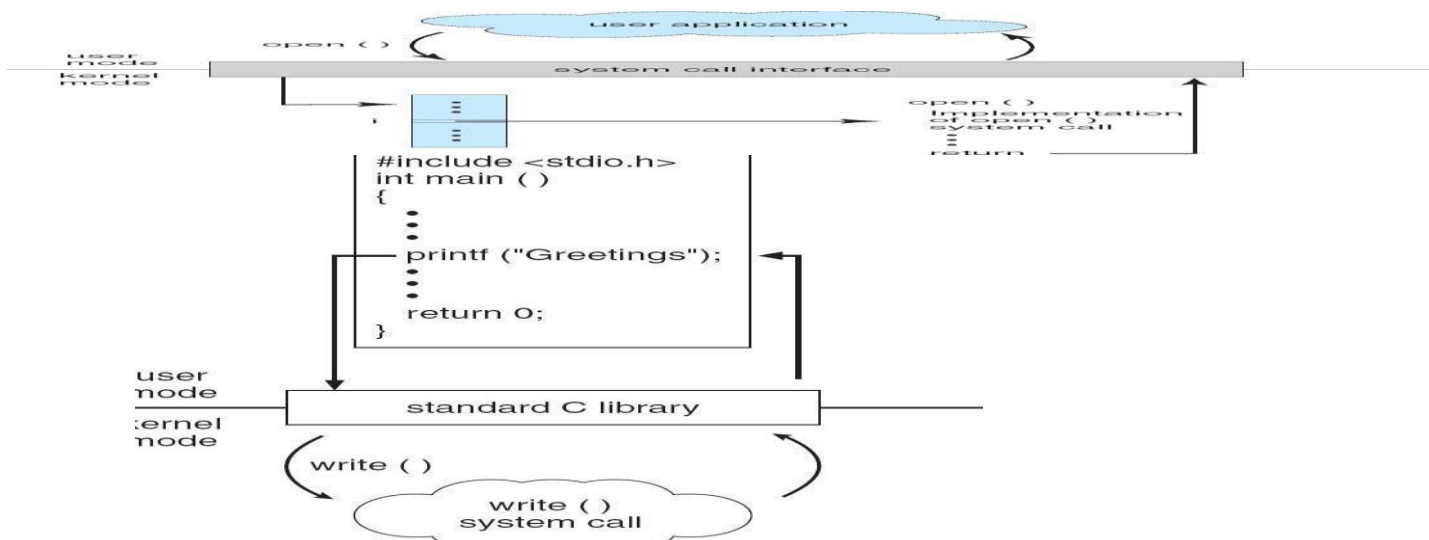 user application
open ( )
user
mode
system call interface
kernel
mode
open ( )
i
Implementation
of open ( )
system call
return
#include <stdio.h>
int main ( )
{
printf ("Greetings");
return 0;
}
user
mode
standard C library
kernel
mode
write ( )
write ( )
system call